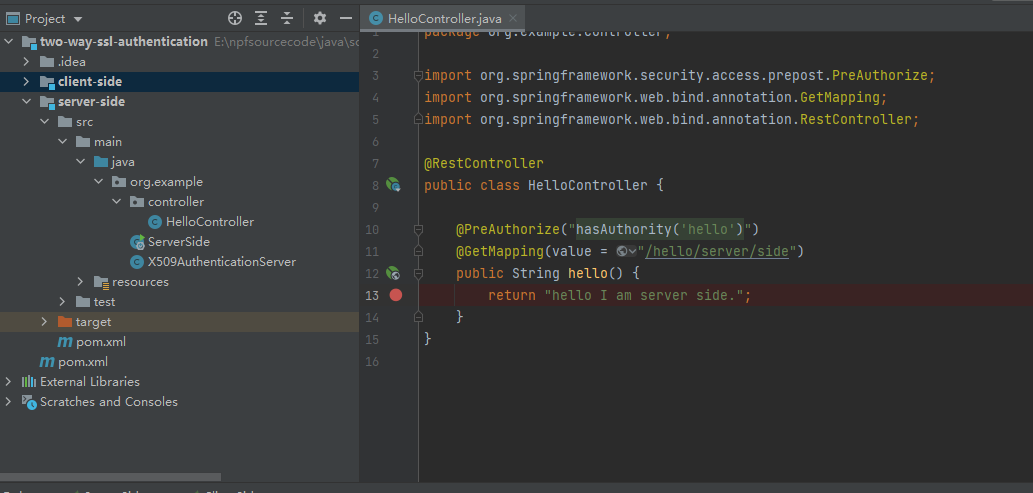 Project
two-way-ssl-authentication E:\npfsourcecode\java\sc
.idea
client-side
server-side
src
main
java
org.example
controller
HelloController
ServerSide
X509AuthenticationServer
resources
test
target
pom.xml
pom.xml
External Libraries
Scratches and Consoles
HelloController.java
1 package org.example.controller;
2
3 import org.springframework.security.access.prepost.PreAuthorize;
4 import org.springframework.web.bind.annotation.GetMapping;
5 import org.springframework.web.bind.annotation.RestController;
6
7 @RestController
8 public class HelloController {
9
10 @PreAuthorize("hasAuthority('hello')")
11 @GetMapping(value = "/hello/server/side")
12 public String hello() {
13 return "hello I am server side.";
14 }
15 }
16